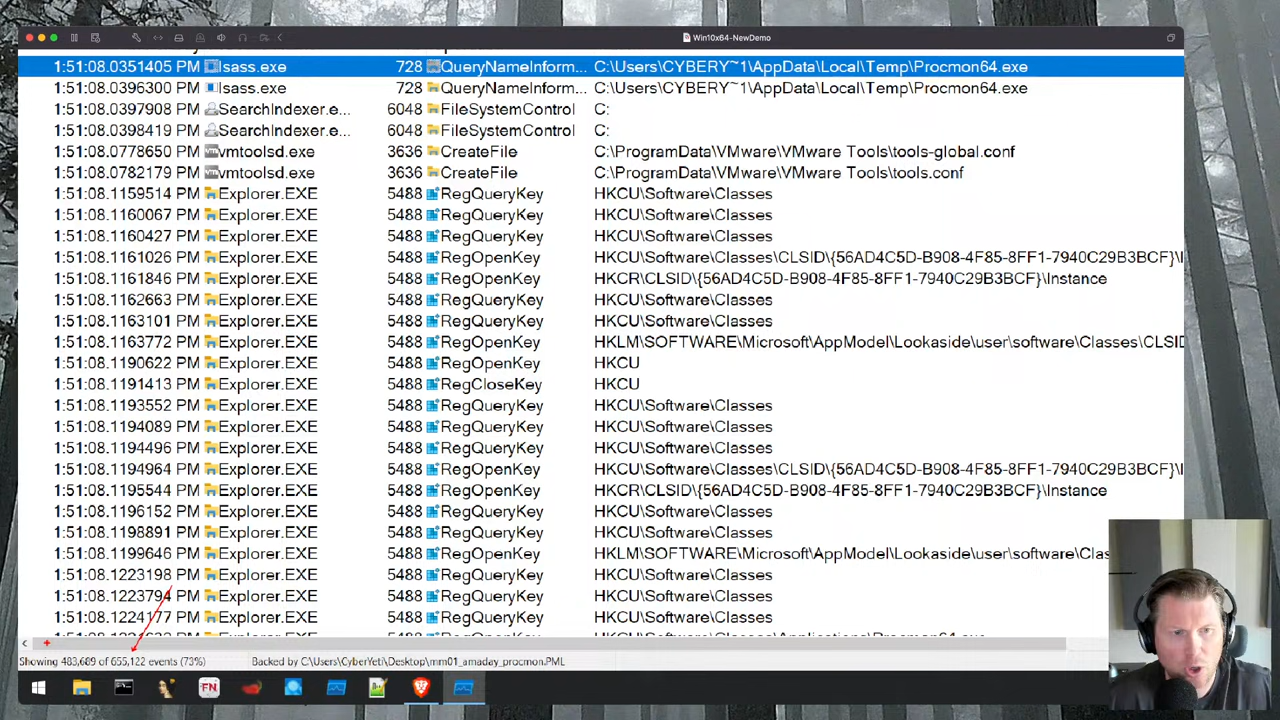 Win10x64-NewDemo
1:51:08.0351405 PM lsass.exe 728 QueryNameInform... C:\Users\CYBERY~1\AppData\Local\Temp\Procmon64.exe
1:51:08.0396300 PM lsass.exe 728 QueryNameInform... C:\Users\CYBERY~1\AppData\Local\Temp\Procmon64.exe
1:51:08.0397908 PM SearchIndexer.e... 6048 FileSystemControl C:
1:51:08.0398419 PM SearchIndexer.e... 6048 FileSystemControl C:
1:51:08.0778650 PM vmtoolsd.exe 3636 CreateFile C:\ProgramData\VMware\VMware Tools\tools-global.conf
1:51:08.0782179 PM vmtoolsd.exe 3636 CreateFile C:\ProgramData\VMware\VMware Tools\tools.conf
1:51:08.1159514 PM Explorer.EXE 5488 RegQueryKey HKCU\Software\Classes
1:51:08.1160067 PM Explorer.EXE 5488 RegQueryKey HKCU\Software\Classes
1:51:08.1160427 PM Explorer.EXE 5488 RegQueryKey HKCU\Software\Classes
1:51:08.1161026 PM Explorer.EXE 5488 RegOpenKey HKCU\Software\Classes\CLSID\{56AD4C5D-B908-4F85-8FF1-7940C29B3BCF}\I
1:51:08.1161846 PM Explorer.EXE 5488 RegOpenKey HKCR\CLSID\{56AD4C5D-B908-4F85-8FF1-7940C29B3BCF}\Instance
1:51:08.1162663 PM Explorer.EXE 5488 RegQueryKey HKCU\Software\Classes
1:51:08.1163101 PM Explorer.EXE 5488 RegQueryKey HKCU\Software\Classes
1:51:08.1163772 PM Explorer.EXE 5488 RegOpenKey HKLM\SOFTWARE\Microsoft\AppModel\Lookaside\user\software\Classes\CLSID
1:51:08.1190622 PM Explorer.EXE 5488 RegOpenKey HKCU
1:51:08.1191413 PM Explorer.EXE 5488 RegCloseKey HKCU
1:51:08.1193552 PM Explorer.EXE 5488 RegQueryKey HKCU\Software\Classes
1:51:08.1194089 PM Explorer.EXE 5488 RegQueryKey HKCU\Software\Classes
1:51:08.1194496 PM Explorer.EXE 5488 RegQueryKey HKCU\Software\Classes
1:51:08.1194964 PM Explorer.EXE 5488 RegOpenKey HKCU\Software\Classes\CLSID\{56AD4C5D-B908-4F85-8FF1-7940C29B3BCF}\I
1:51:08.1195544 PM Explorer.EXE 5488 RegOpenKey HKCR\CLSID\{56AD4C5D-B908-4F85-8FF1-7940C29B3BCF}\Instance
1:51:08.1196152 PM Explorer.EXE 5488 RegQueryKey HKCU\Software\Classes
1:51:08.1198891 PM Explorer.EXE 5488 RegQueryKey HKCU\Software\Classes
1:51:08.1199646 PM Explorer.EXE 5488 RegOpenKey HKLM\SOFTWARE\Microsoft\AppModel\Lookaside\user\software\Clas
1:51:08.1223198 PM Explorer.EXE 5488 RegQueryKey HKCU\Software\Classes
1:51:08.1223794 PM Explorer.EXE 5488 RegQueryKey HKCU\Software\Classes
1:51:08.1224177 PM Explorer.EXE 5488 RegQueryKey HKCU\Software\Classes
Showing 483,689 of 655,122 events (73%) Backed by C:\Users\CyberYeti\Desktop\mm01_amaday_procmon.PML
FN